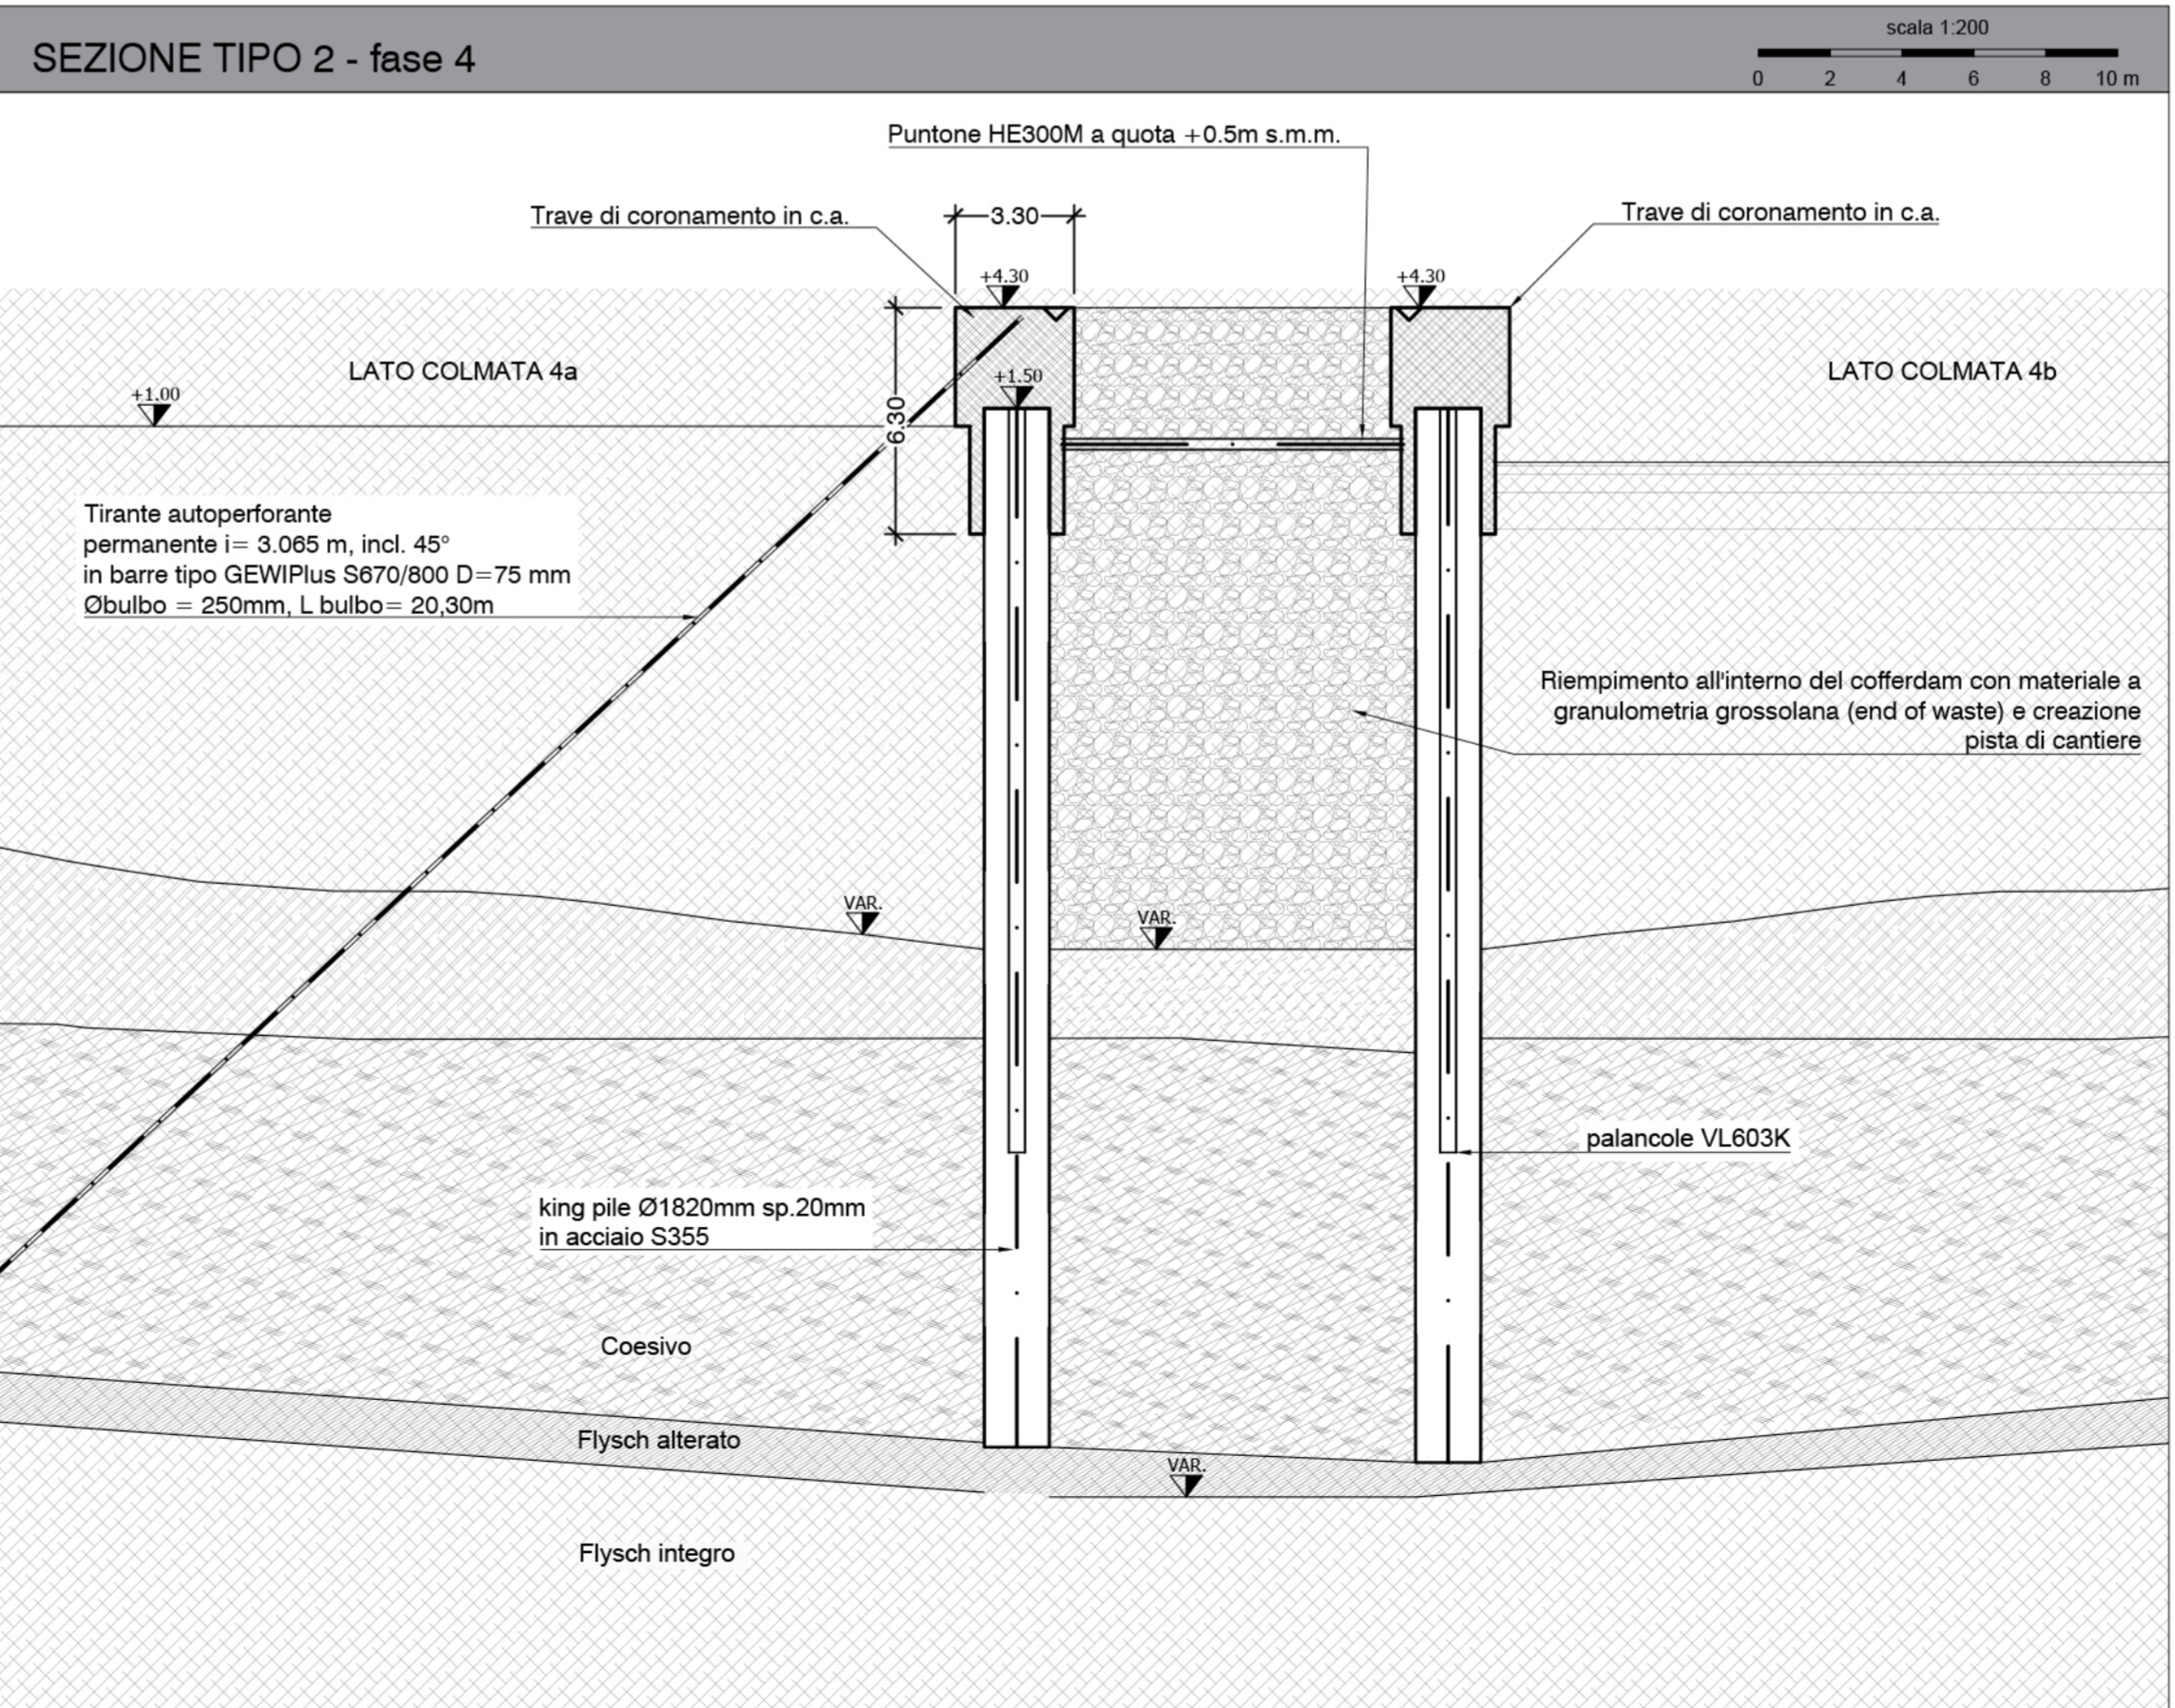 SEZIONE TIPO 2 - fase 4
scala 1:200
0 2 4 6 8 10 m
Puntone HE300M a quota +0.5m s.m.m.
Trave di coronamento in c.a.
3.30
Trave di coronamento in c.a.
+4.30
+4.30
LATO COLMATA 4a
+1.50
LATO COLMATA 4b
+1.00
6.30
Tirante autoperforante
permanente i= 3.065 m, incl. 45°
in barre tipo GEWIPlus S670/800 D=75 mm
Øbulbo = 250mm, L bulbo= 20,30m
Riempimento all'interno del cofferdam con materiale a
granulometria grossolana (end of waste) e creazione
pista di cantiere
VAR.
VAR.
palancole VL603K
king pile Ø1820mm sp.20mm
in acciaio S355
Coesivo
Flysch alterato
VAR.
Flysch integro